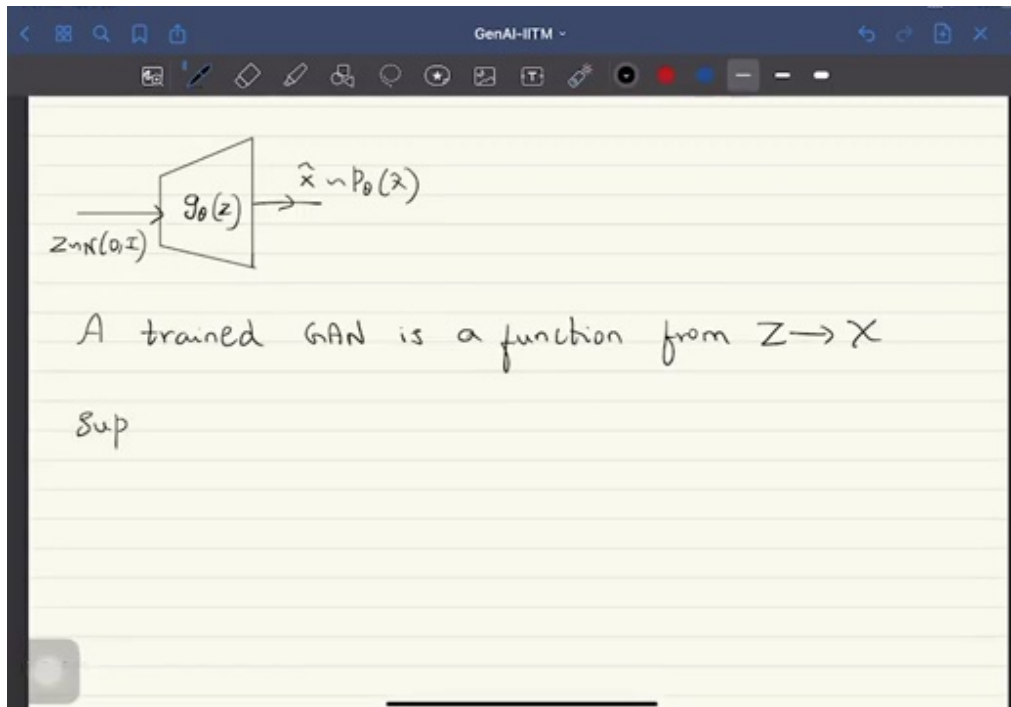 GenAI-IITM
x̂ ~ Pθ(x̂)
gθ(z)
Z~N(0,I)
A trained GAN is a function from Z→X
Sup